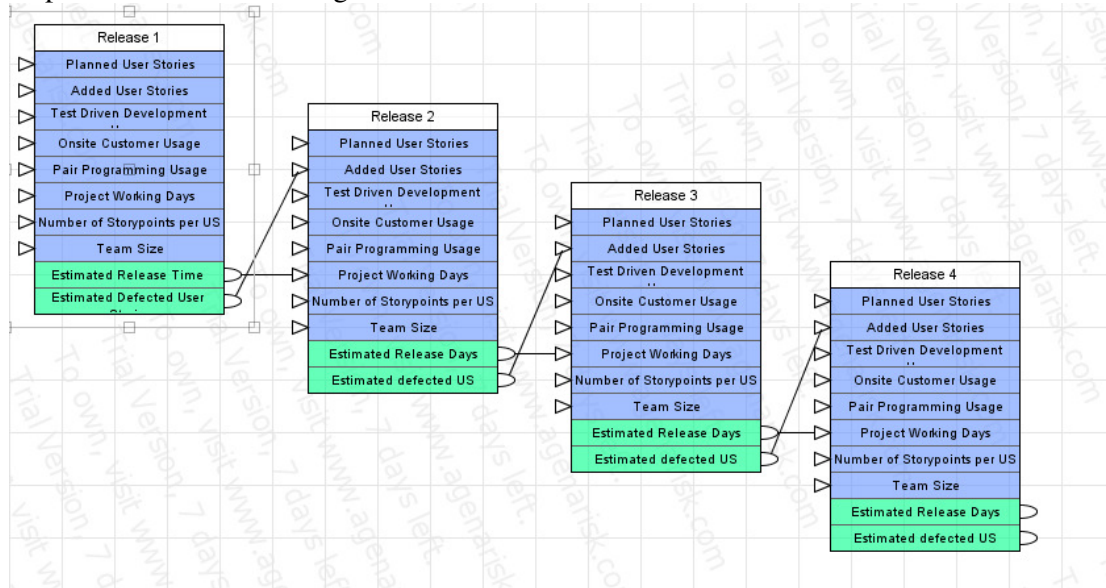 Release 1
Planned User Stories
Added User Stories
Test Driven Development
Onsite Customer Usage
Pair Programming Usage
Project Working Days
Number of Storypoints per US
Team Size
Estimated Release Time
Estimated Defected User
Release 2
Planned User Stories
Added User Stories
Test Driven Development
Onsite Customer Usage
Pair Programming Usage
Project Working Days
Number of Storypoints per US
Team Size
Estimated Release Days
Estimated defected US
Release 3
Planned User Stories
Added User Stories
Test Driven Development
Onsite Customer Usage
Pair Programming Usage
Project Working Days
Number of Storypoints per US
Team Size
Estimated Release Days
Estimated defected US
Release 4
Planned User Stories
Added User Stories
Test Driven Development
Onsite Customer Usage
Pair Programming Usage
Project Working Days
Number of Storypoints per US
Team Size
Estimated Release Days
Estimated defected US
Trial Version, 7 days left.
To own, visit www.agenarisk.com